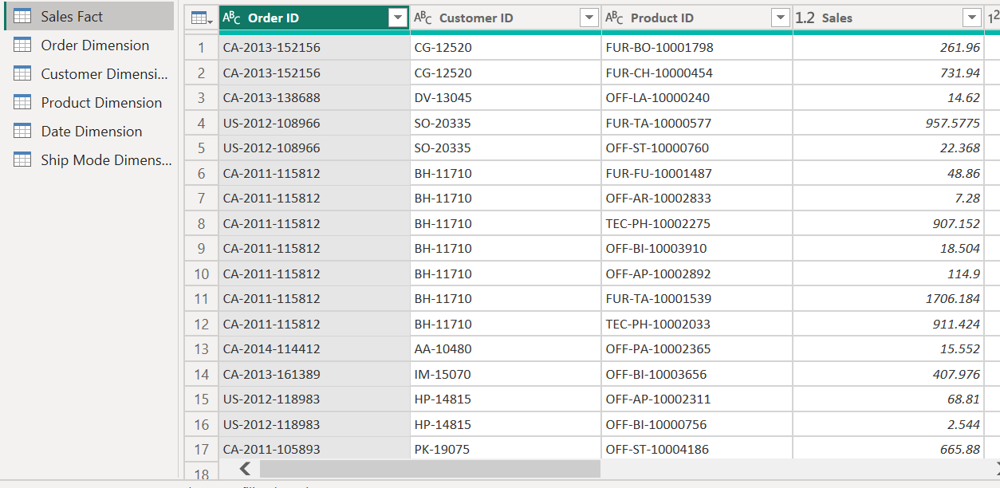 Sales Fact
Order Dimension
Customer Dimensi...
Product Dimension
Date Dimension
Ship Mode Dimens...
ABC Order ID ABC Customer ID ABC Product ID 1.2 Sales 12
1 CA-2013-152156 CG-12520 FUR-BO-10001798 261.96
2 CA-2013-152156 CG-12520 FUR-CH-10000454 731.94
3 CA-2013-138688 DV-13045 OFF-LA-10000240 14.62
4 US-2012-108966 SO-20335 FUR-TA-10000577 957.5775
5 US-2012-108966 SO-20335 OFF-ST-10000760 22.368
6 CA-2011-115812 BH-11710 FUR-FU-10001487 48.86
7 CA-2011-115812 BH-11710 OFF-AR-10002833 7.28
8 CA-2011-115812 BH-11710 TEC-PH-10002275 907.152
9 CA-2011-115812 BH-11710 OFF-BI-10003910 18.504
10 CA-2011-115812 BH-11710 OFF-AP-10002892 114.9
11 CA-2011-115812 BH-11710 FUR-TA-10001539 1706.184
12 CA-2011-115812 BH-11710 TEC-PH-10002033 911.424
13 CA-2014-114412 AA-10480 OFF-PA-10002365 15.552
14 CA-2013-161389 IM-15070 OFF-BI-10003656 407.976
15 US-2012-118983 HP-14815 OFF-AP-10002311 68.81
16 US-2012-118983 HP-14815 OFF-BI-10000756 2.544
17 CA-2011-105893 PK-19075 OFF-ST-10004186 665.88
18